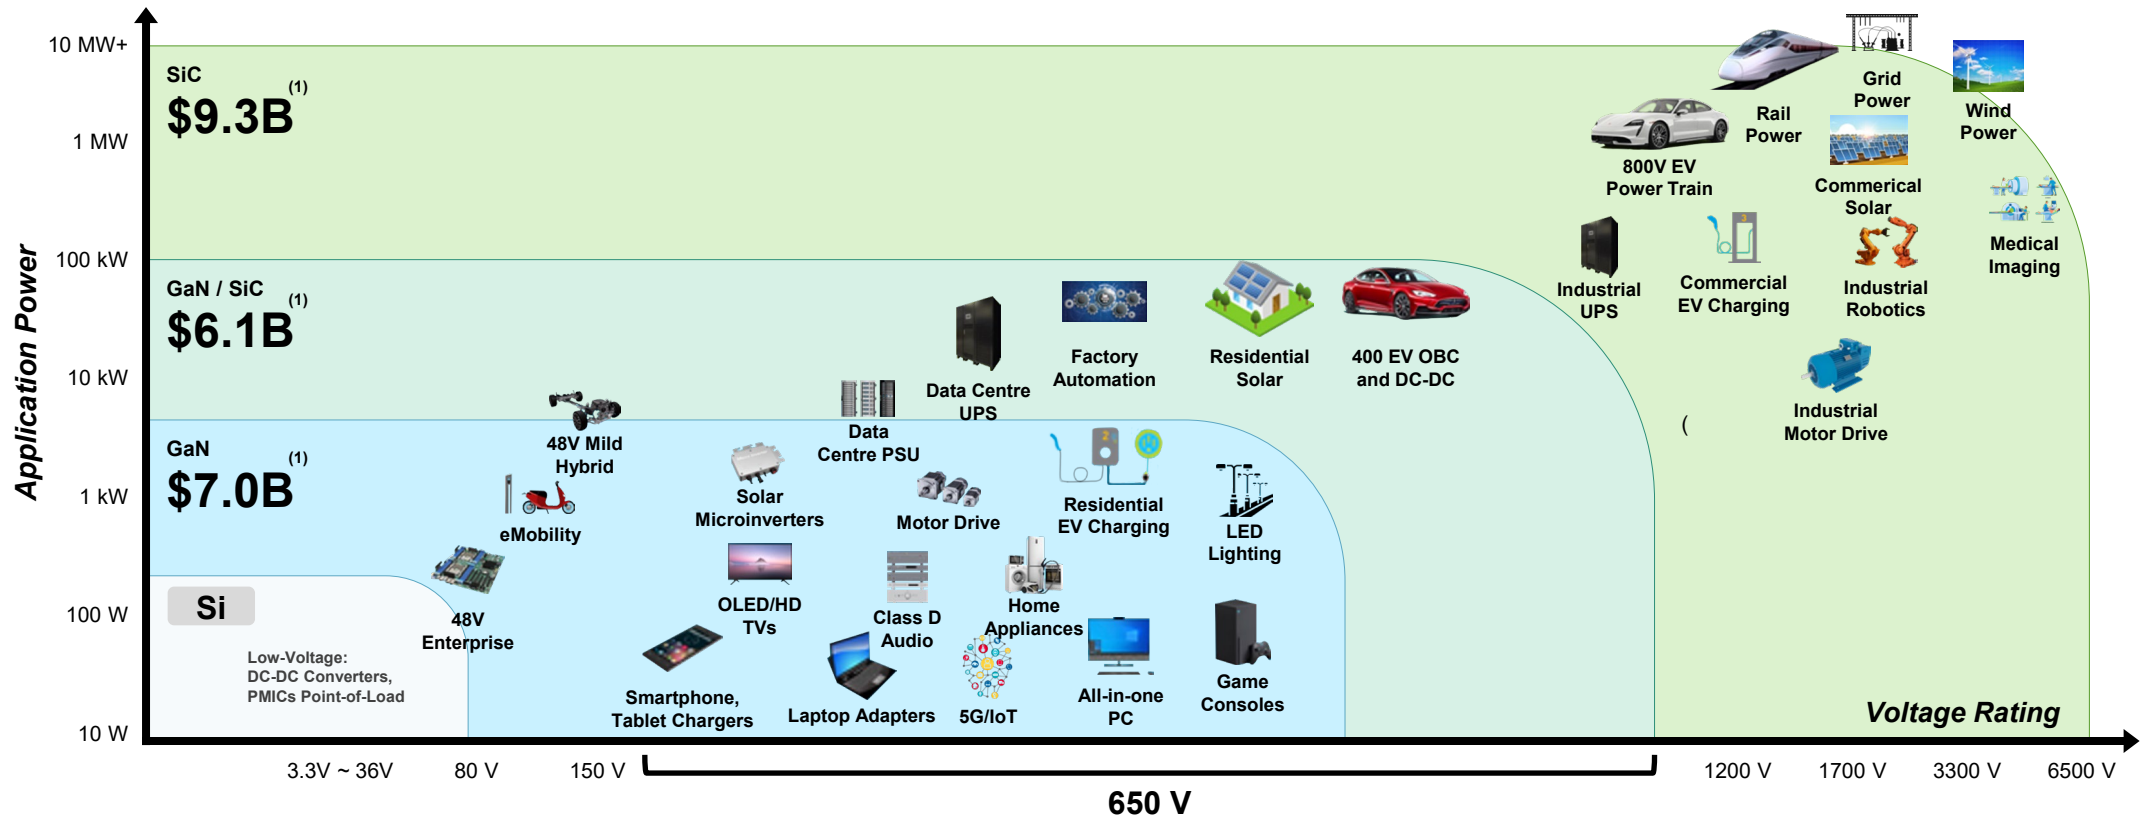 10 MW+
1 MW
100 kW
10 kW
1 kW
100 W
10 W
Application Power
SiC
$9.3B(1)
GaN / SiC
$6.1B(1)
GaN
$7.0B(1)
Si
Low-Voltage:
DC-DC Converters,
PMICs Point-of-Load
48V
Enterprise
eMobility
48V Mild
Hybrid
Solar
Microinverters
OLED/HD
TVs
Smartphone,
Tablet Chargers
Data
Centre PSU
Motor Drive
Class D
Audio
Laptop Adapters
Home
Appliances
5G/IoT
Residential
EV Charging
All-in-one
PC
LED
Lighting
Game
Consoles
Data Centre
UPS
Factory
Automation
Residential
Solar
400 EV OBC
and DC-DC
Rail
Power
Grid
Power
Wind
Power
800V EV
Power Train
Commerical
Solar
Medical
Imaging
Industrial
UPS
Commercial
EV Charging
Industrial
Robotics
(
Industrial
Motor Drive
Voltage Rating
3.3V ~ 36V
80 V
150 V
650 V
1200 V
1700 V
3300 V
6500 V